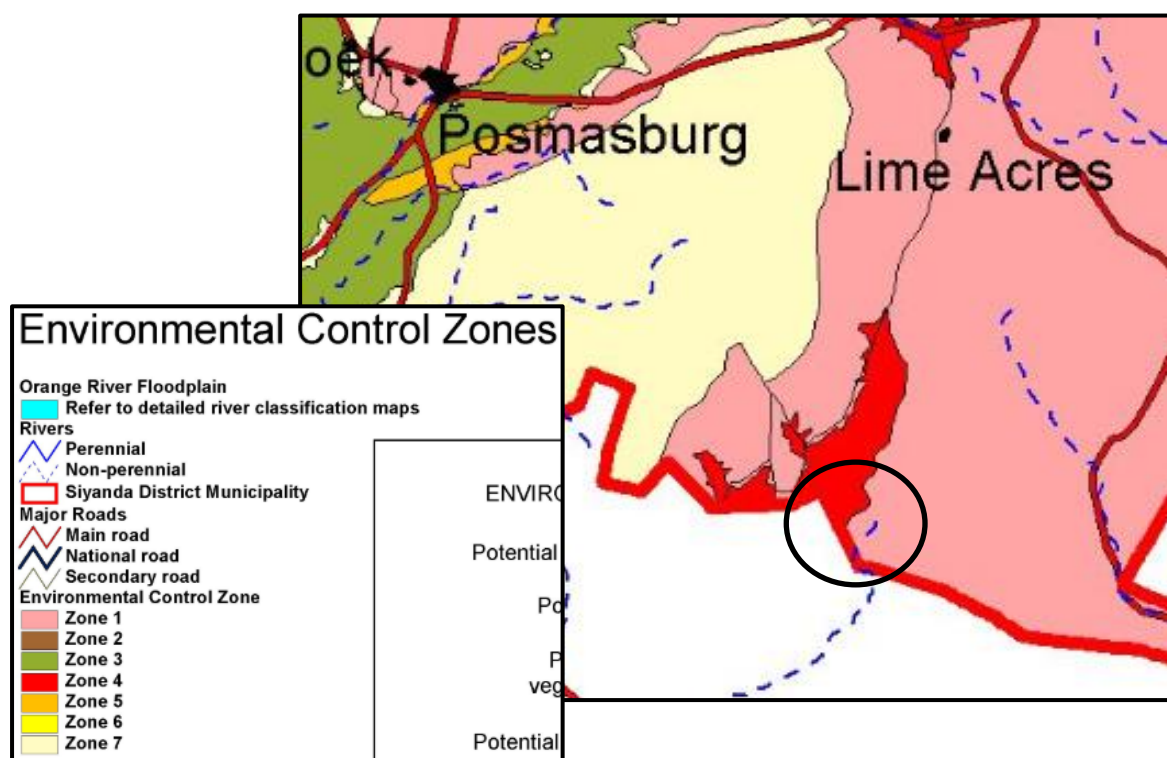 oek
Posmasburg
Lime Acres
Environmental Control Zones
Orange River Floodplain
Refer to detailed river classification maps
Rivers
Perennial
Non-perennial
Siyanda District Municipality
Major Roads
Main road
National road
Secondary road
Environmental Control Zone
Zone 1
Zone 2
Zone 3
Zone 4
Zone 5
Zone 6
Zone 7
ENVIRO
Potential
Po
P
veg
Potential